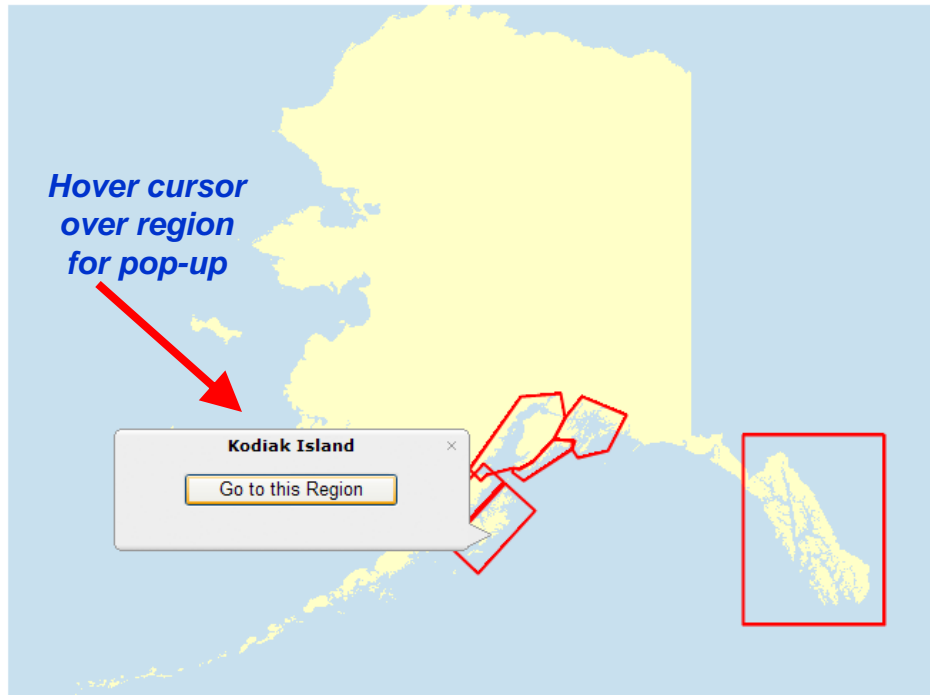 Hover cursor
over region
for pop-up
Kodiak Island ×
Go to this Region